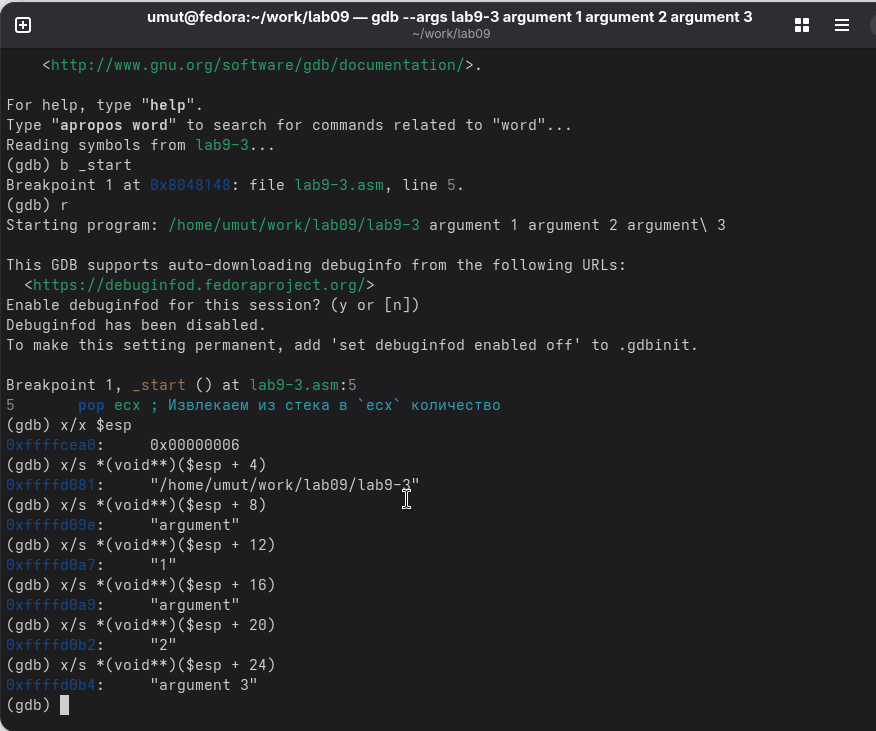 umut@fedora:~/work/lab09 — gdb --args lab9-3 argument 1 argument 2 argument 3
~/work/lab09
<http://www.gnu.org/software/gdb/documentation/>.
For help, type "help".
Type "apropos word" to search for commands related to "word"...
Reading symbols from lab9-3...
(gdb) b _start
Breakpoint 1 at 0x8048148: file lab9-3.asm, line 5.
(gdb) r
Starting program: /home/umut/work/lab09/lab9-3 argument 1 argument 2 argument\ 3
This GDB supports auto-downloading debuginfo from the following URLs:
<https://debuginfod.fedoraproject.org/>
Enable debuginfod for this session? (y or [n])
Debuginfod has been disabled.
To make this setting permanent, add 'set debuginfod enabled off' to .gdbinit.
Breakpoint 1, _start () at lab9-3.asm:5
5 pop ecx ; Извлекаем из стека в `ecx` количество
(gdb) x/x $esp
0xffffcea0: 0x00000006
(gdb) x/s *(void**)($esp + 4)
0xffffd081: "/home/umut/work/lab09/lab9-3"
(gdb) x/s *(void**)($esp + 8)
0xffffd09e: "argument"
(gdb) x/s *(void**)($esp + 12)
0xffffd0a7: "1"
(gdb) x/s *(void**)($esp + 16)
0xffffd0a9: "argument"
(gdb) x/s *(void**)($esp + 20)
0xffffd0b2: "2"
(gdb) x/s *(void**)($esp + 24)
0xffffd0b4: "argument 3"
(gdb)